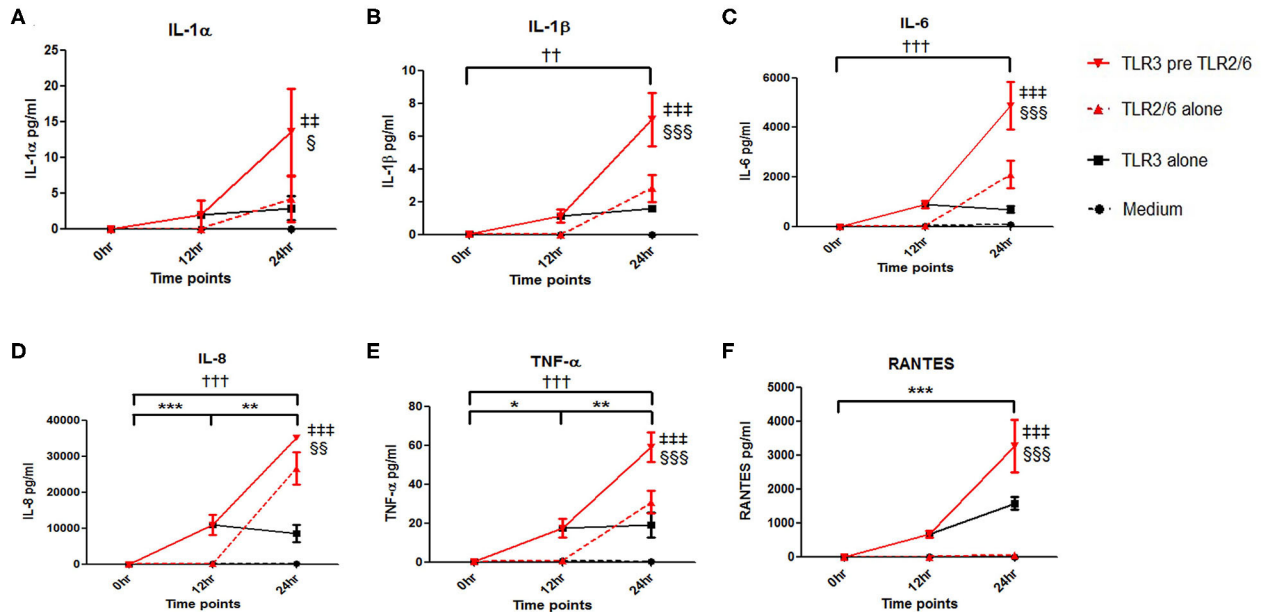 A
IL-1α
25
20
15
10
5
0
IL-1α pg/ml
‡‡
§
0hr
12hr
24hr
Time points
B
IL-1β
††
10
8
6
4
2
0
IL-1β pg/ml
‡‡‡
§§§
0hr
12hr
24hr
Time points
C
IL-6
†††
6000
4000
2000
0
IL-6 pg/ml
‡‡‡
§§§
0hr
12hr
24hr
Time points
TLR3 pre TLR2/6
TLR2/6 alone
TLR3 alone
Medium
D
IL-8
†††
*** **
40000
30000
20000
10000
0
IL-8 pg/ml
‡‡‡
§§
0hr
12hr
24hr
Time points
E
TNF-α
†††
* **
80
60
40
20
0
TNF-α pg/ml
‡‡‡
§§§
0hr
12hr
24hr
Time points
F
RANTES
***
5000
4000
3000
2000
1000
0
RANTES pg/ml
‡‡‡
§§§
0hr
12hr
24hr
Time points